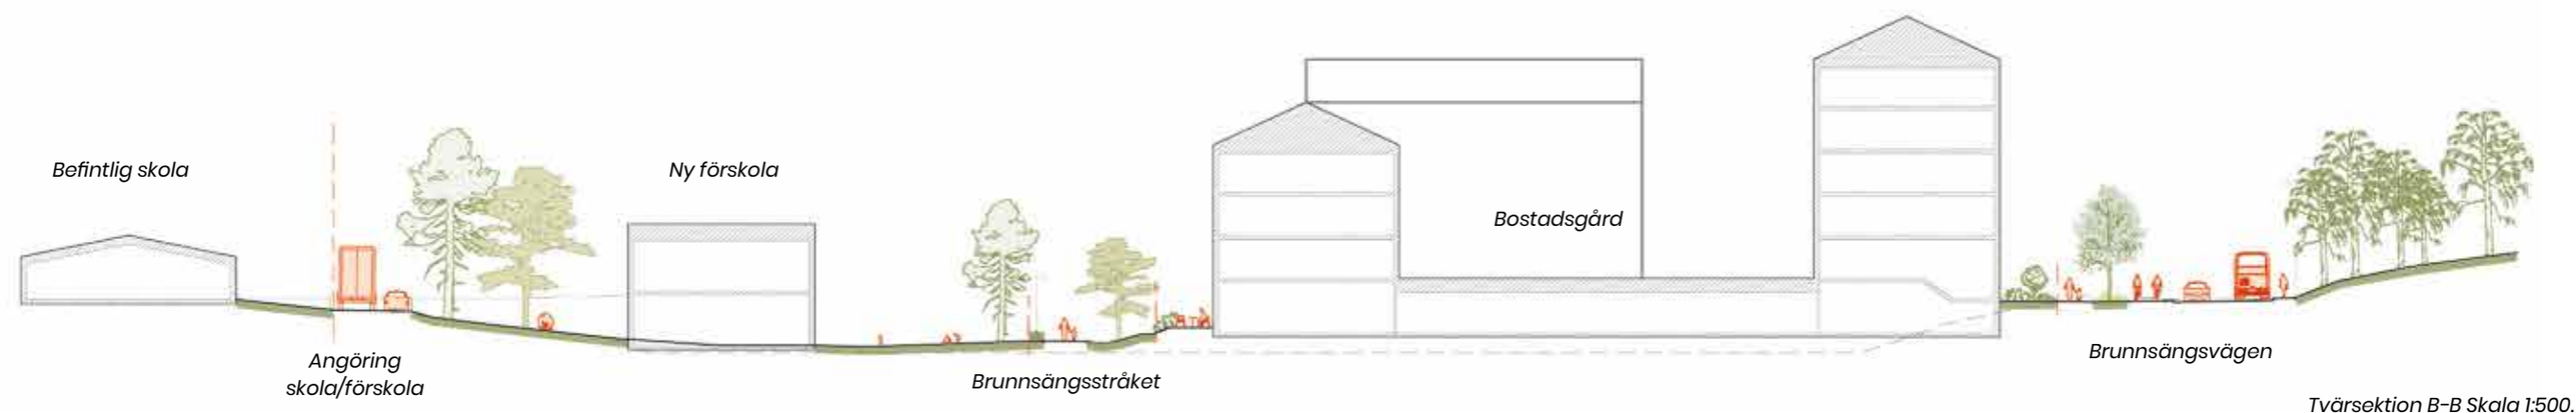 Befintlig skola
Ny förskola
Bostadsgård
Angöring
skola/förskola
Brunnsängsstråket
Brunnsängsvägen
Tvärsektion B-B Skala 1:500,